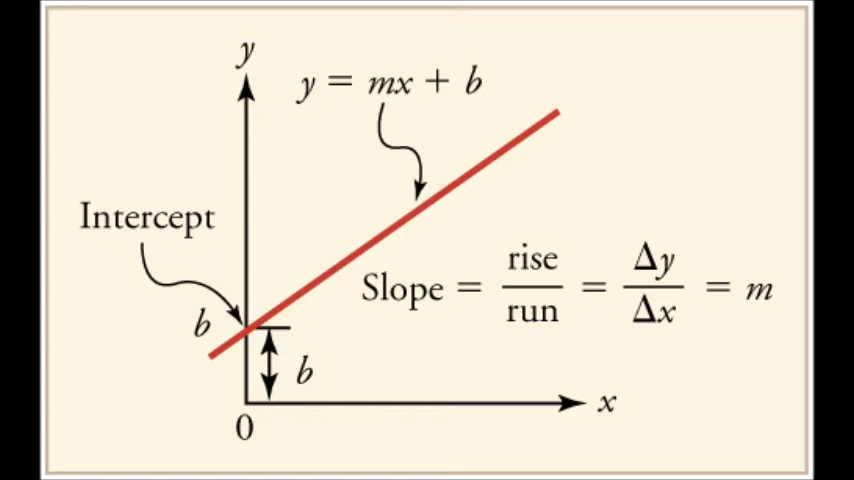 y
y = mx + b
Intercept
Slope = rise/run = Δy/Δx = m
b
b
x
0